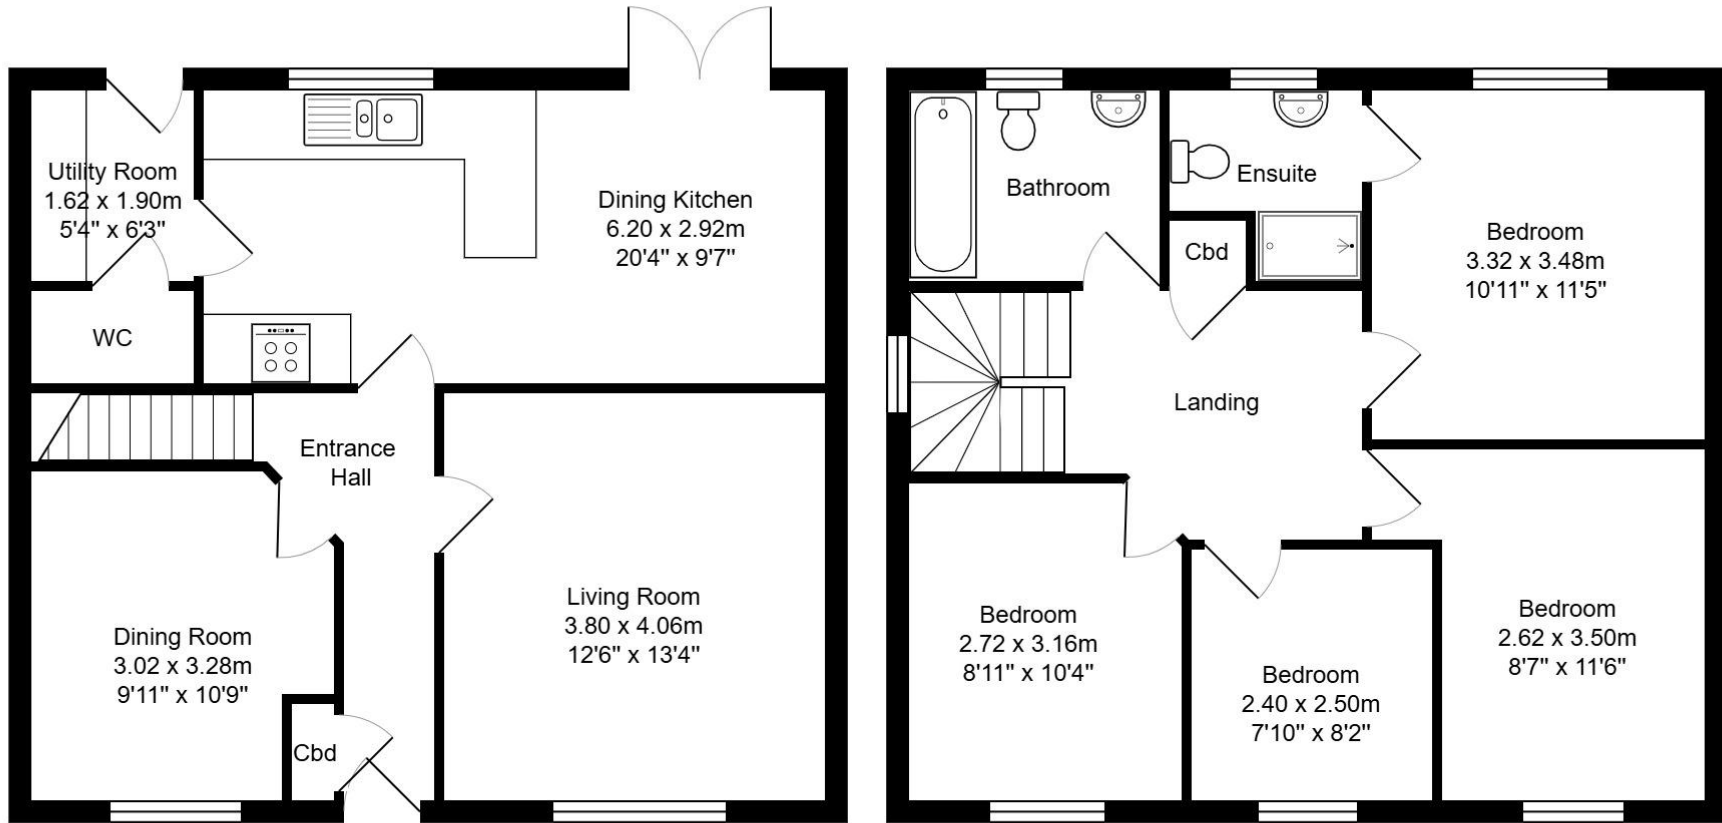 Utility Room
1.62 x 1.90m
5'4" x 6'3"
WC
Dining Kitchen
6.20 x 2.92m
20'4" x 9'7"
Entrance
Hall
Dining Room
3.02 x 3.28m
9'11" x 10'9"
Living Room
3.80 x 4.06m
12'6" x 13'4"
Cbd
Bathroom
Ensuite
Cbd
Bedroom
3.32 x 3.48m
10'11" x 11'5"
Landing
Bedroom
2.72 x 3.16m
8'11" x 10'4"
Bedroom
2.40 x 2.50m
7'10" x 8'2"
Bedroom
2.62 x 3.50m
8'7" x 11'6"